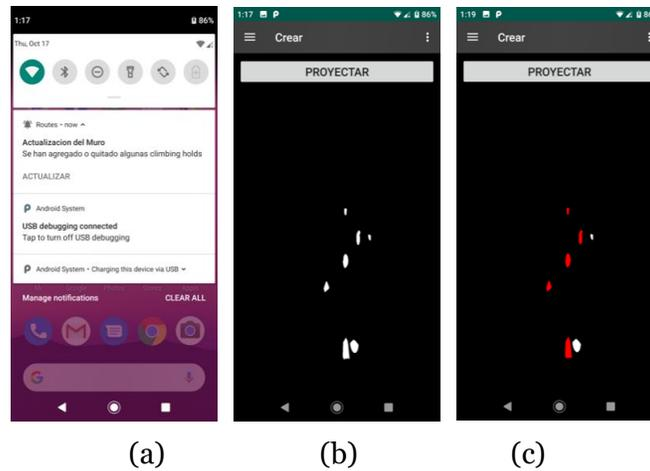 1:17
86%
Thu, Oct 17
Routes • now
Actualizacion del Muro
Se han agregado o quitado algunas climbing holds
ACTUALIZAR
Android System
USB debugging connected
Tap to turn off USB debugging
Android System • Charging this device via USB
Manage notifications
CLEAR ALL
G
(a)
1:17
86%
Crear
PROYECTAR
(b)
1:19
Crear
PROYECTAR
(c)